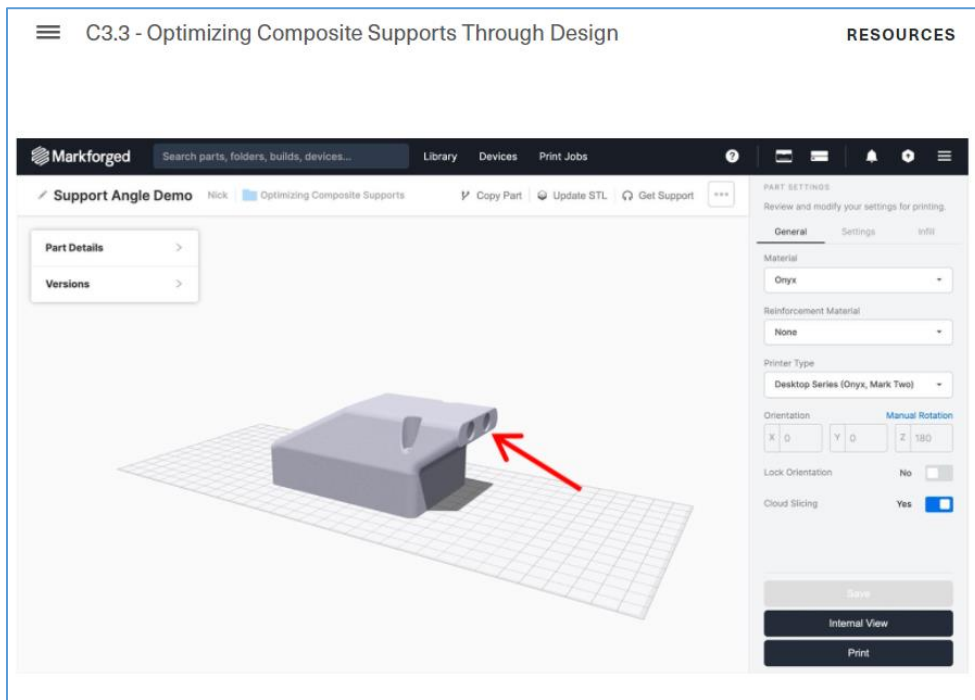 C3.3 - Optimizing Composite Supports Through Design
RESOURCES
Markforged
Search parts, folders, builds, devices...
Library
Devices
Print Jobs
Support Angle Demo
Nick
Optimizing Composite Supports
Copy Part
Update STL
Get Support
Part Details
Versions
PART SETTINGS
Review and modify your settings for printing.
General
Settings
Infill
Material
Onyx
Reinforcement Material
None
Printer Type
Desktop Series (Onyx, Mark Two)
Orientation
Manual Rotation
X 0
Y 0
Z 180
Lock Orientation
No
Cloud Slicing
Yes
Save
Internal View
Print